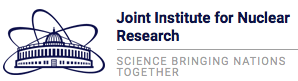 Joint Institute for Nuclear
Research
SCIENCE BRINGING NATIONS
TOGETHER